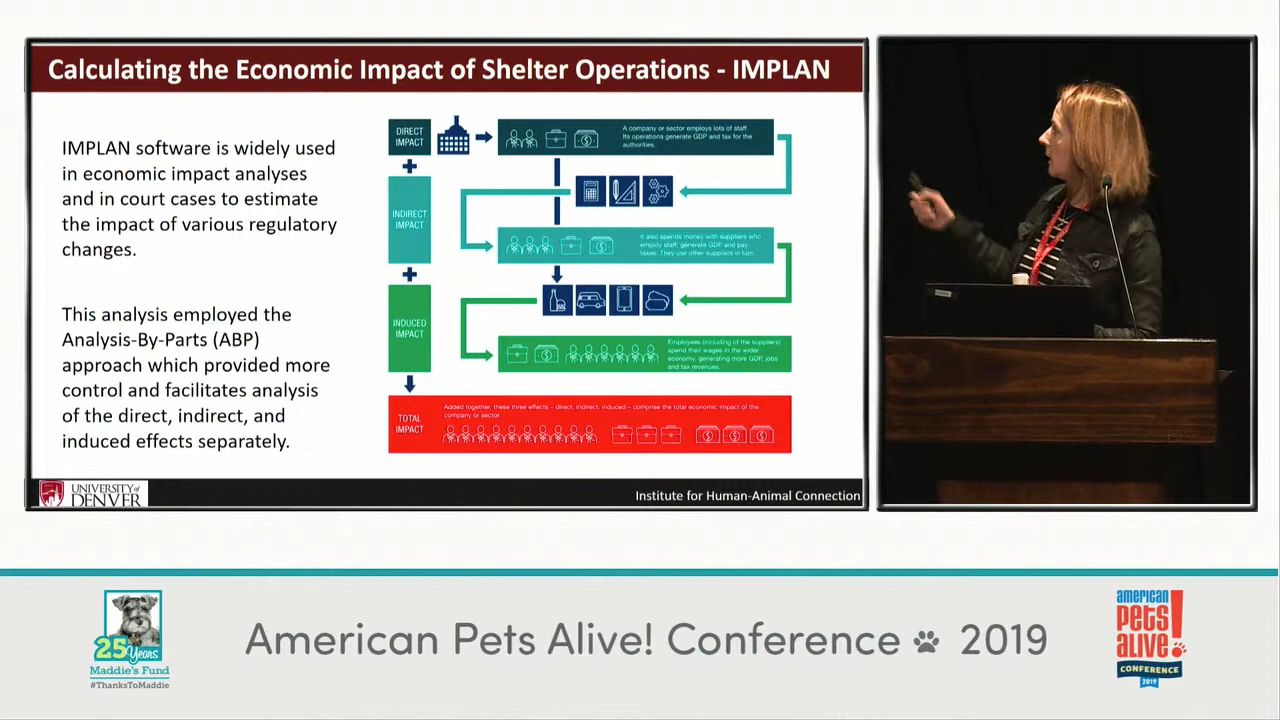 Calculating the Economic Impact of Shelter Operations - IMPLAN
IMPLAN software is widely used
in economic impact analyses
and in court cases to estimate
the impact of various regulatory
changes.
This analysis employed the
Analysis-By-Parts (ABP)
approach which provided more
control and facilitates analysis
of the direct, indirect, and
induced effects separately.
DIRECT
IMPACT
A company or sector employs lots of staff.
Its operations generate GDP and tax for the
authorities.
INDIRECT
IMPACT
It also spends money with suppliers who
employ staff, generate GDP and pay
taxes. They use other suppliers in turn.
INDUCED
IMPACT
Employees (including of the suppliers)
spend their wages in the wider
economy, generating more GDP, jobs
and tax revenues.
TOTAL
IMPACT
Added together, these three effects – direct, indirect, induced – comprise the total economic impact of the
company or sector
UNIVERSITY of
DENVER
Institute for Human-Animal Connection
25 Years
Maddie's Fund
#ThanksToMaddie
American Pets Alive! Conference 2019
american
pets
alive!
CONFERENCE
2019